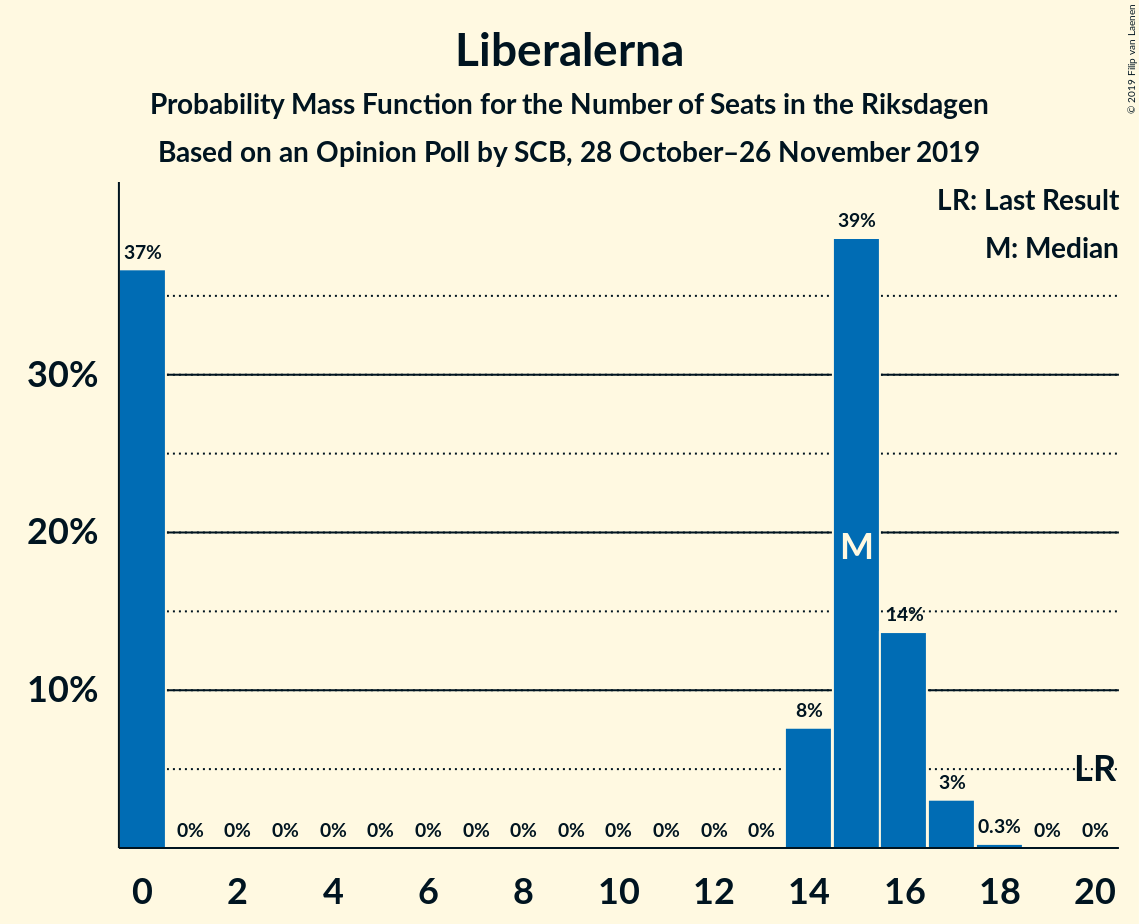 Liberalerna
Probability Mass Function for the Number of Seats in the Riksdagen
Based on an Opinion Poll by SCB, 28 October–26 November 2019
© 2019 Filip van Laenen
LR: Last Result
M: Median
37% 0% 0% 0% 0% 0% 0% 0% 0% 0% 0% 0% 0% 0% 8% 39% 14% 3% 0.3% 0% 0%
M
LR
30%
20%
10%
0 2 4 6 8 10 12 14 16 18 20